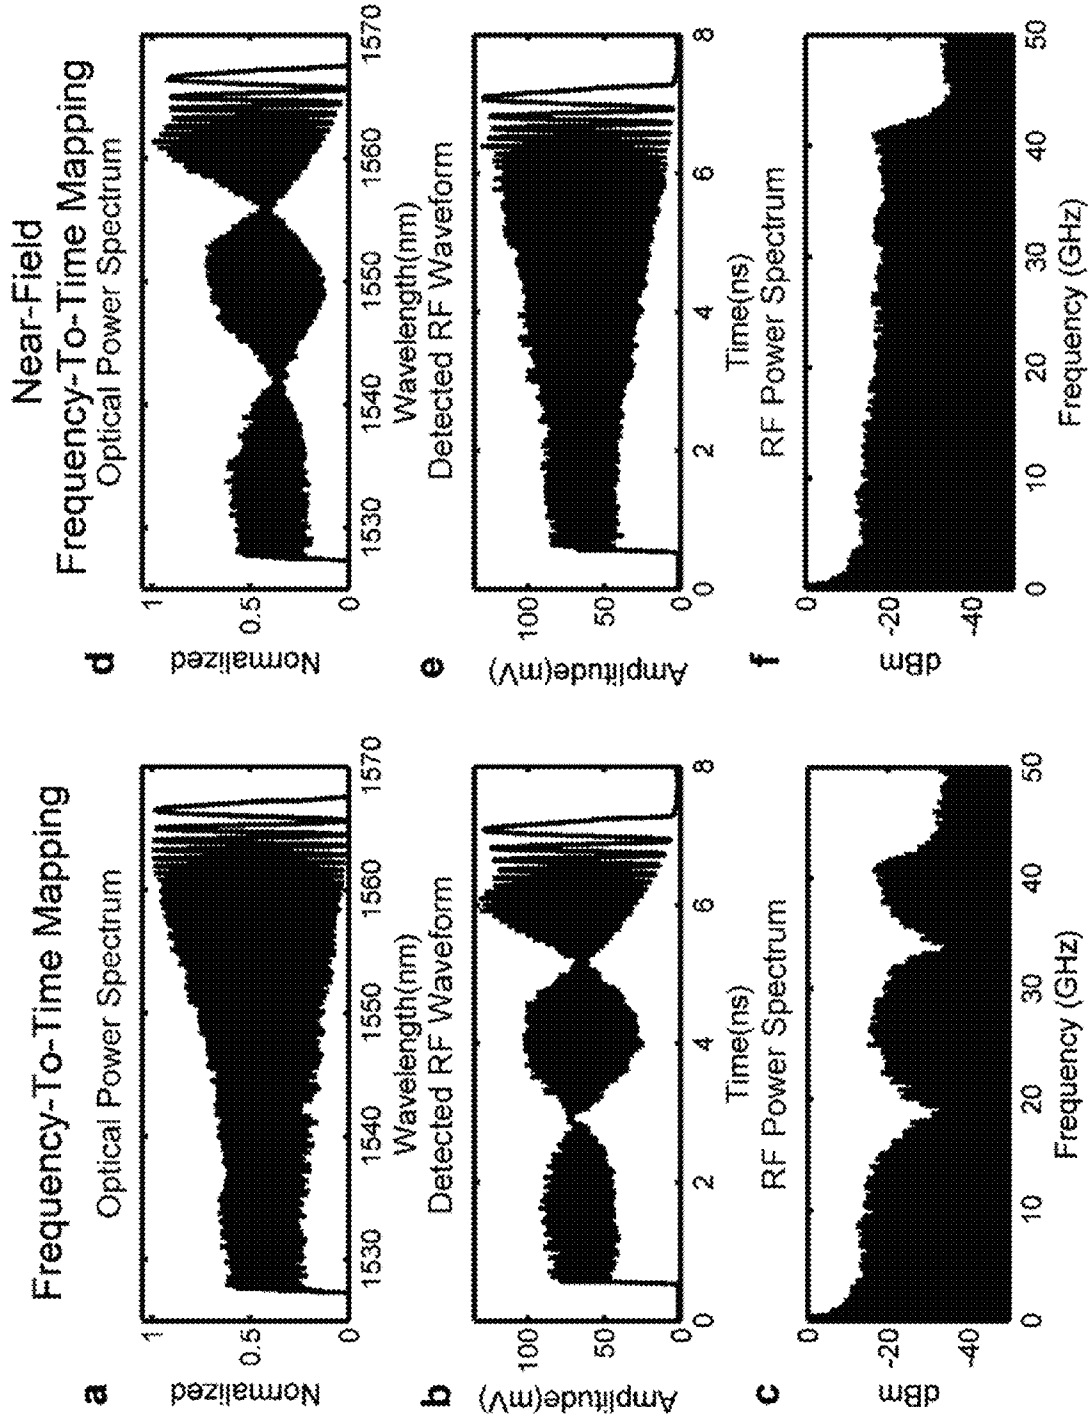 Frequency-To-Time Mapping
a
Optical Power Spectrum
Normalized
1
0.5
0
1530 1540 1550 1560 1570
Wavelength(nm)
b
Detected RF Waveform
Amplitude(mV)
100
50
0
0 2 4 6 8
Time(ns)
c
RF Power Spectrum
dBm
0
-20
-40
0 10 20 30 40 50
Frequency (GHz)
Near-Field
Frequency-To-Time Mapping
d
Optical Power Spectrum
Normalized
1
0.5
0
1530 1540 1550 1560 1570
Wavelength(nm)
e
Detected RF Waveform
Amplitude(mV)
100
50
0
0 2 4 6 8
Time(ns)
f
RF Power Spectrum
dBm
0
-20
-40
0 10 20 30 40 50
Frequency (GHz)